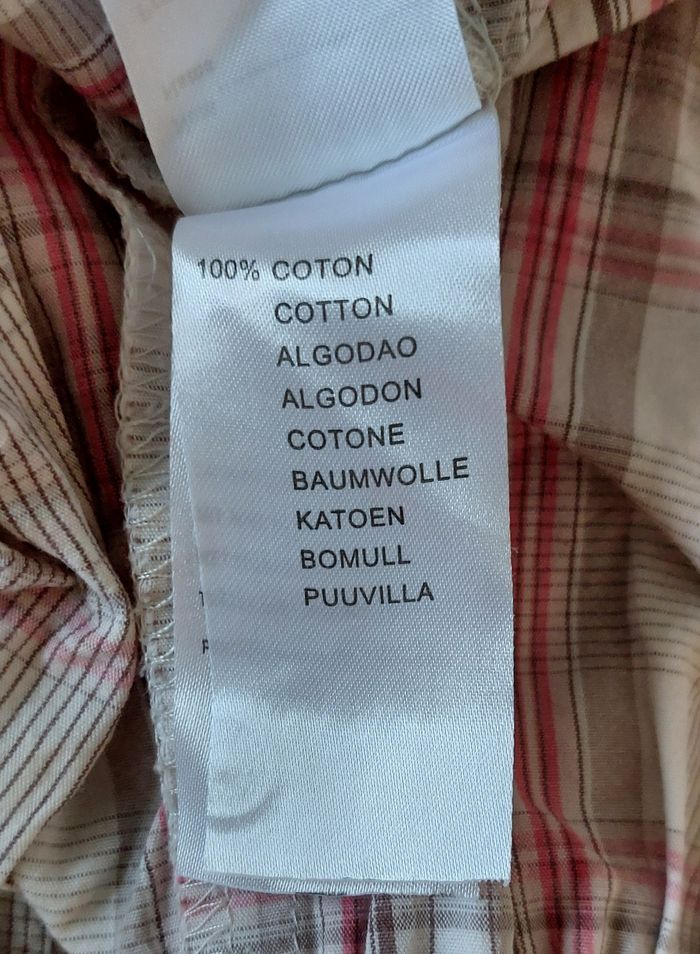 100% COTON
COTTON
ALGODAO
ALGODON
COTONE
BAUMWOLLE
KATOEN
BOMULL
PUUVILLA